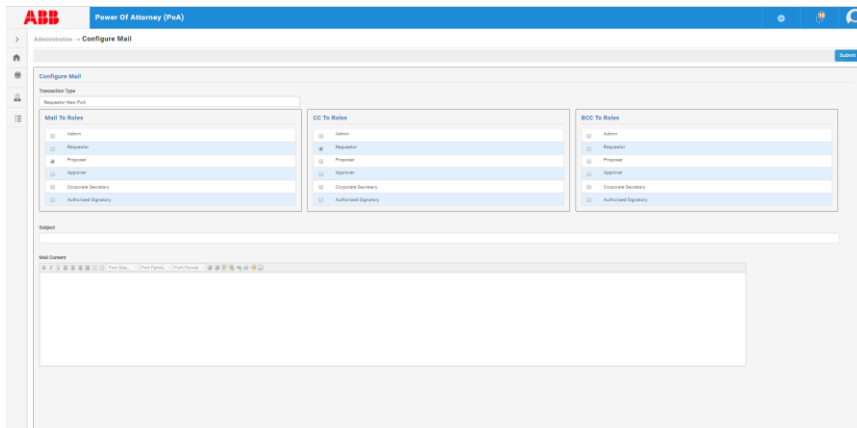 ABB
Power Of Attorney (PoA)
Administration → Configure Mail
Submit
Configure Mail
Transaction Type
Requestor New PoA
Mail To Roles
Admin
Requestor
Proposer
Approver
Corporate Secretary
Authorized Signatory
CC To Roles
Admin
Requestor
Proposer
Approver
Corporate Secretary
Authorized Signatory
BCC To Roles
Admin
Requestor
Proposer
Approver
Corporate Secretary
Authorized Signatory
Subject
Mail Content
B I U Font Size... Font Family. Font Format